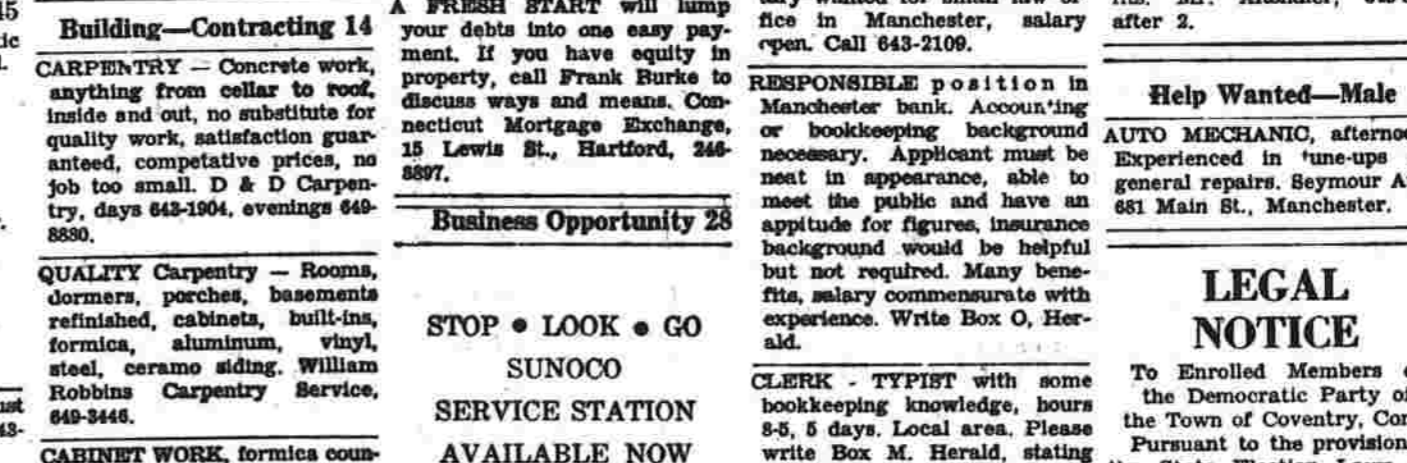 15
ic
Building—Contracting 14
CARPENTRY — Concrete work,
anything from cellar to roof,
inside and out, no substitute for
quality work, satisfaction guar-
anteed, competative prices, no
job too small. D & D Carpen-
try, days 643-1904, evenings 649-
8880.
QUALITY Carpentry — Rooms,
dormers, porches, basements
refinished, cabinets, built-ins,
formica, aluminum, vinyl,
steel, ceramo siding. William
Robbins Carpentry Service,
649-3446.
CABINET WORK, formica coun-
A FRESH START will lump
your debts into one easy pay-
ment. If you have equity in
property, call Frank Burke to
discuss ways and means. Con-
necticut Mortgage Exchange,
15 Lewis St., Hartford, 246-
8897.
Business Opportunity 28
STOP • LOOK • GO
SUNOCO
SERVICE STATION
AVAILABLE NOW
fice in Manchester, salary
open. Call 643-2109.
RESPONSIBLE position in
Manchester bank. Accoun'ing
or bookkeeping background
necessary. Applicant must be
neat in appearance, able to
meet the public and have an
appitude for figures, insurance
background would be helpful
but not required. Many bene-
fits, salary commensurate with
experience. Write Box O, Her-
ald.
CLERK - TYPIST with some
bookkeeping knowledge, hours
8-5, 5 days. Local area. Please
write Box M. Herald, stating
after 2.
Help Wanted—Male
AUTO MECHANIC, afternoo
Experienced in 'une-ups
general repairs. Seymour A
681 Main St., Manchester.
LEGAL
NOTICE
To Enrolled Members
the Democratic Party of
the Town of Coventry, Con
Pursuant to the provision